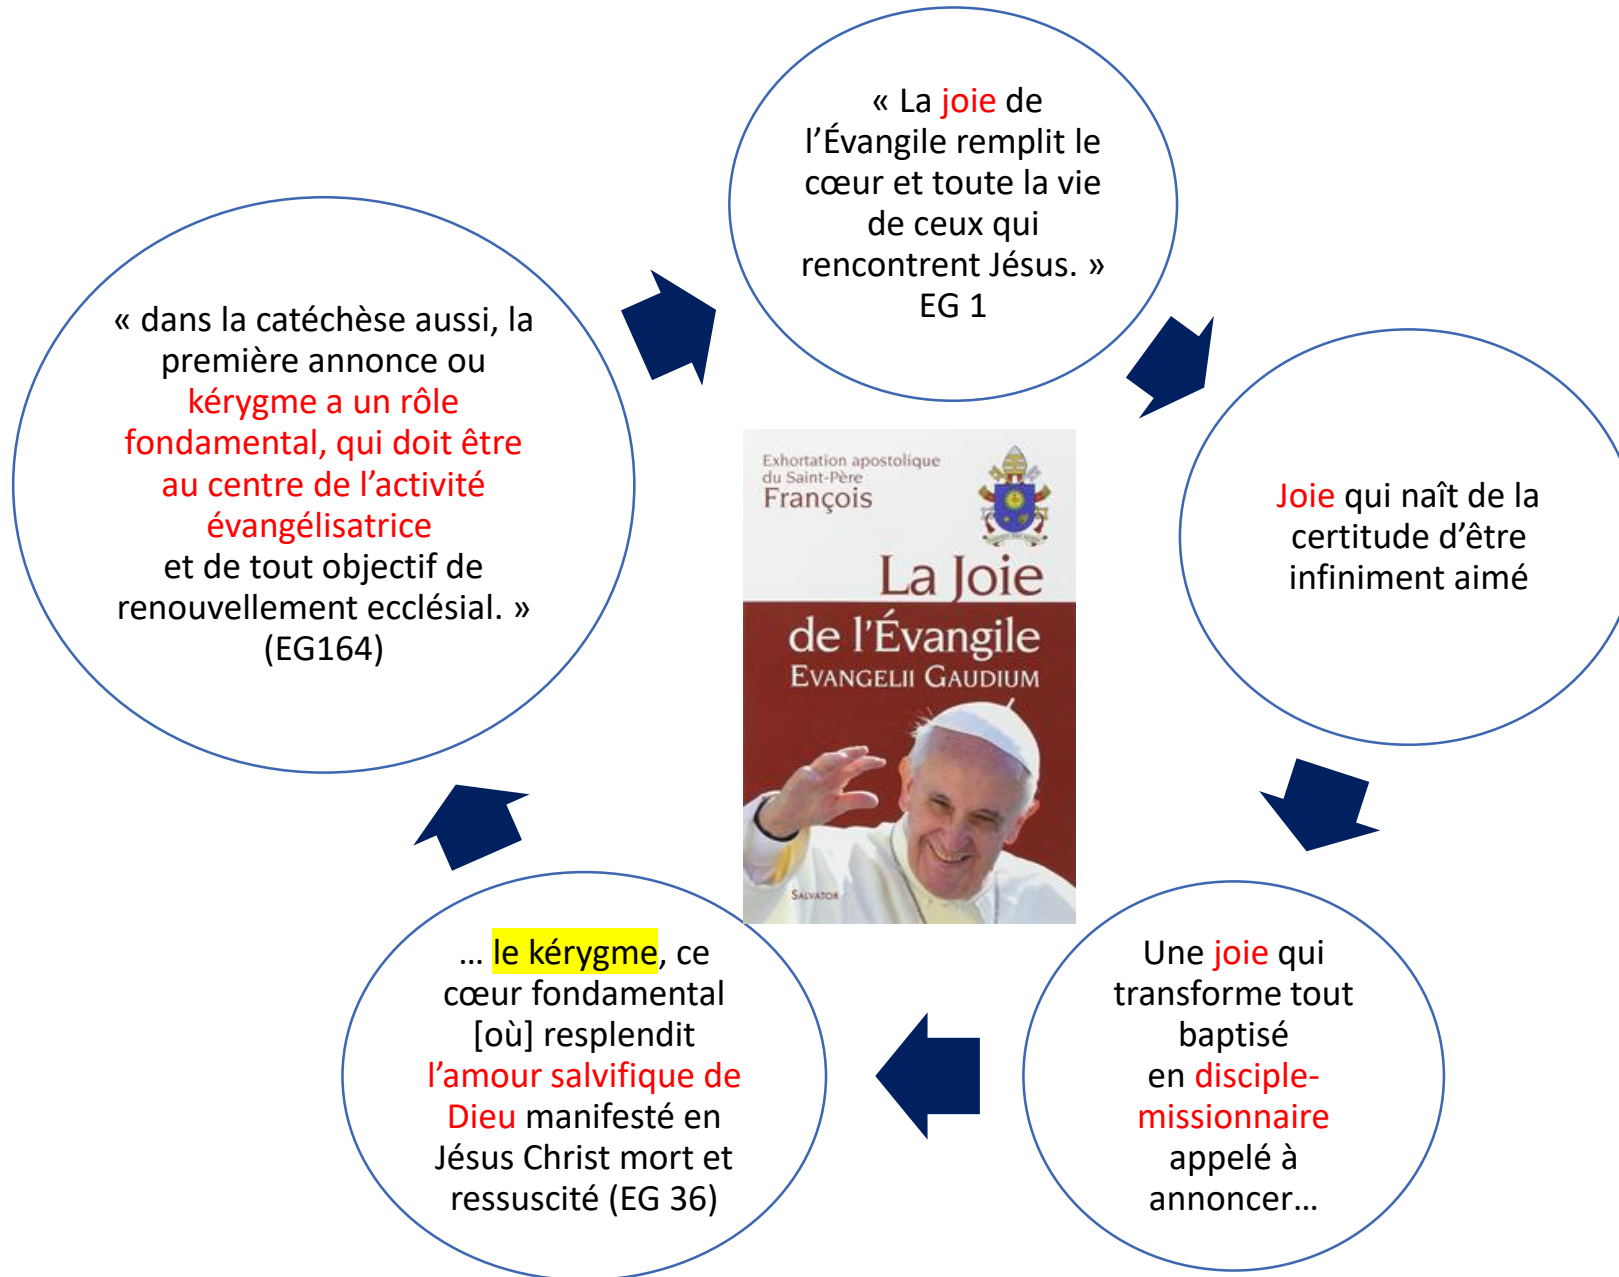 « La joie de
l’Évangile remplit le
cœur et toute la vie
de ceux qui
rencontrent Jésus. »
EG 1
Joie qui naît de la
certitude d’être
infiniment aimé
Une joie qui
transforme tout
baptisé
en disciple-
missionnaire
appelé à
annoncer…
… le kérygme, ce
cœur fondamental
[où] resplendit
l’amour salvifique de
Dieu manifesté en
Jésus Christ mort et
ressuscité (EG 36)
« dans la catéchèse aussi, la
première annonce ou
kérygme a un rôle
fondamental, qui doit être
au centre de l’activité
évangélisatrice
et de tout objectif de
renouvellement ecclésial. »
(EG164)
Exhortation apostolique
du Saint-Père
François
La Joie
de l’Évangile
EVANGELII GAUDIUM
SALVATOR